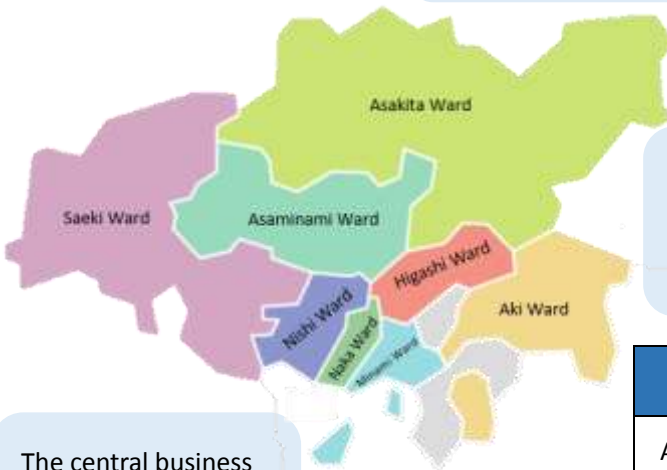 Asakita Ward
Saeki Ward
Asaminami Ward
Higashi Ward
Aki Ward
Nishi Ward
Naka Ward
Minami Ward
The central business
A